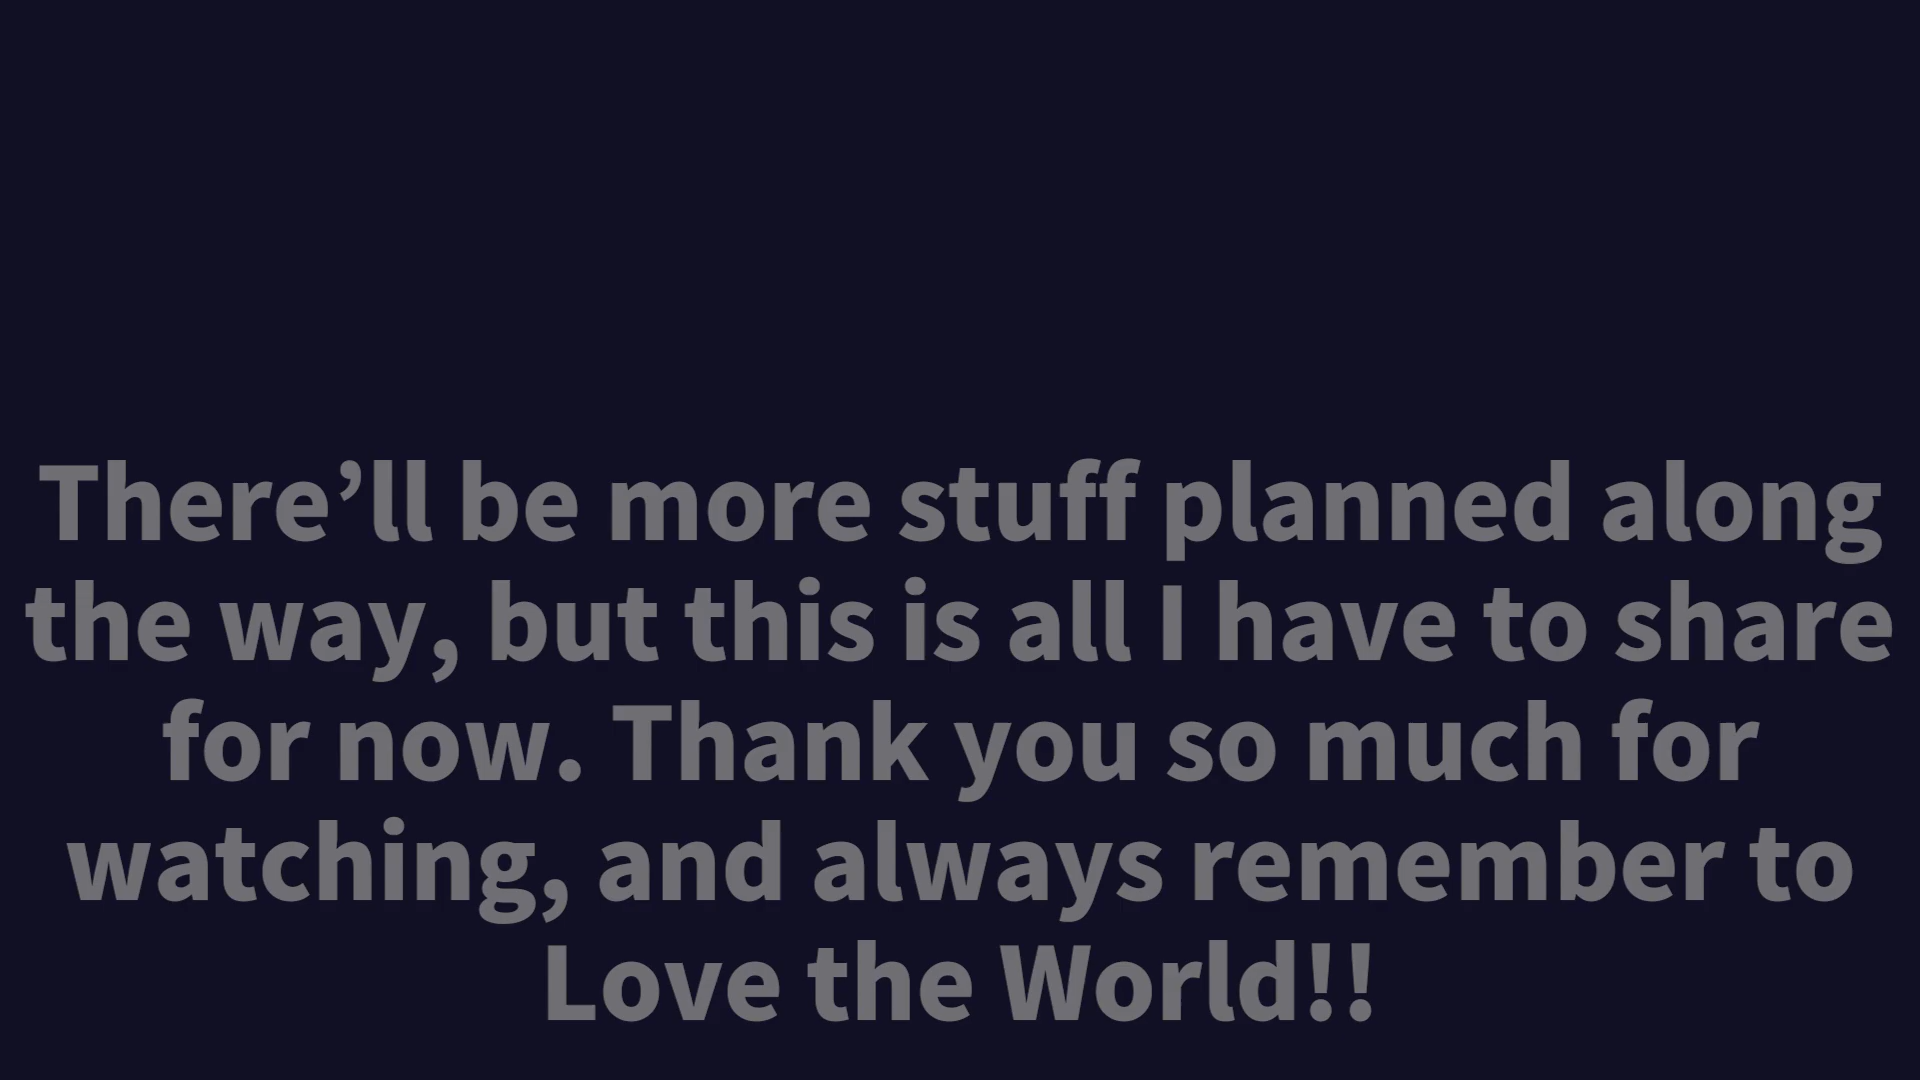 There’ll be more stuff planned along
the way, but this is all I have to share
for now. Thank you so much for
watching, and always remember to
Love the World!!